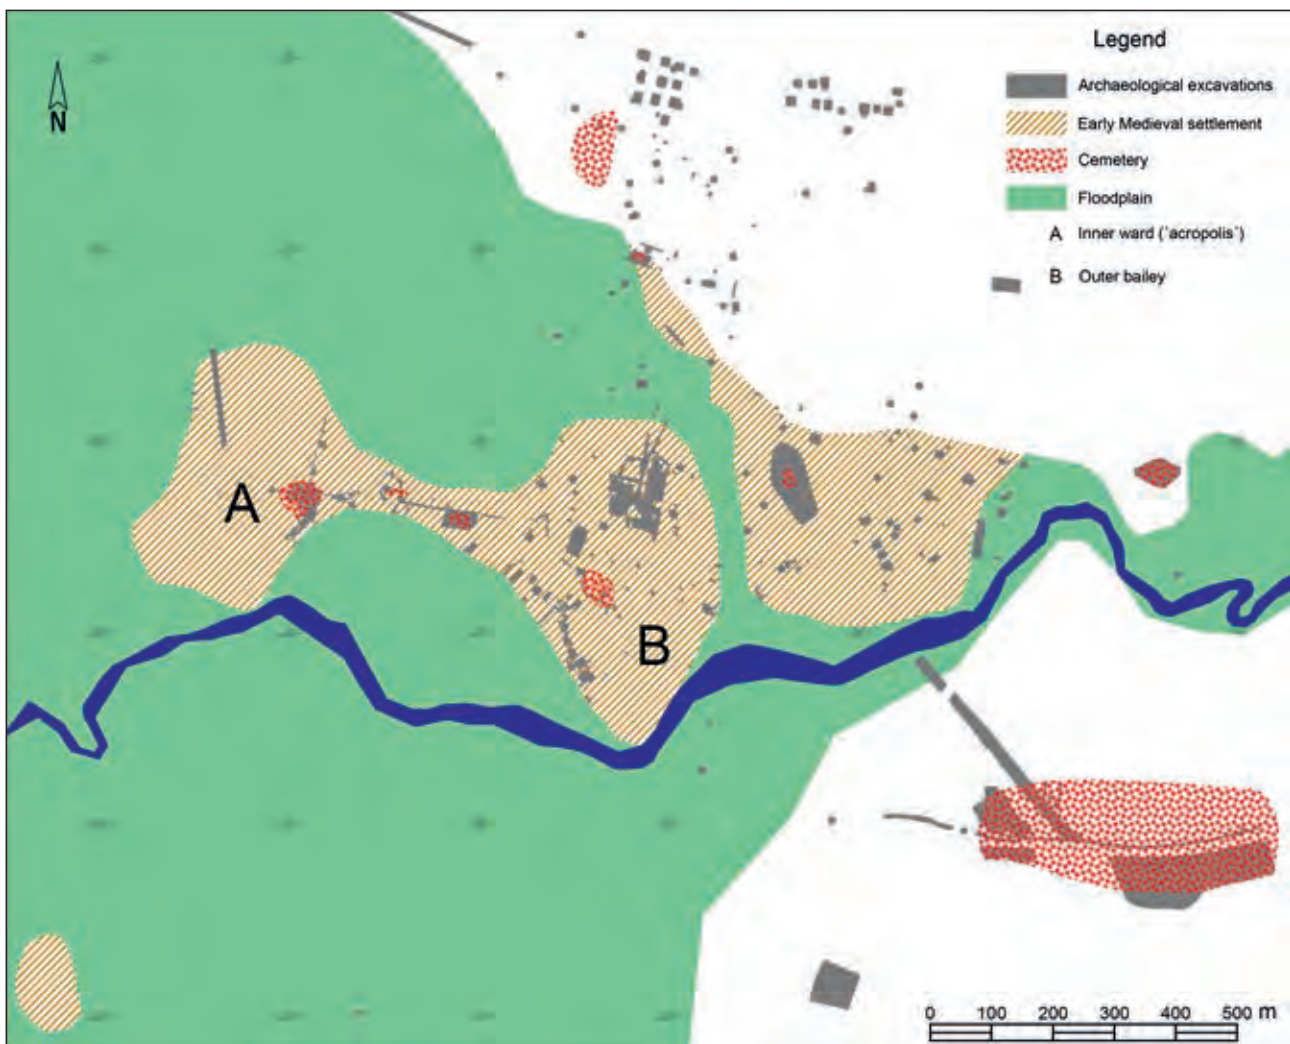 Legend
Archaeological excavations
Early Medieval settlement
Cemetery
Floodplain
A Inner ward (´acropolis´)
B Outer bailey
N
A
B
0 100 200 300 400 500 m